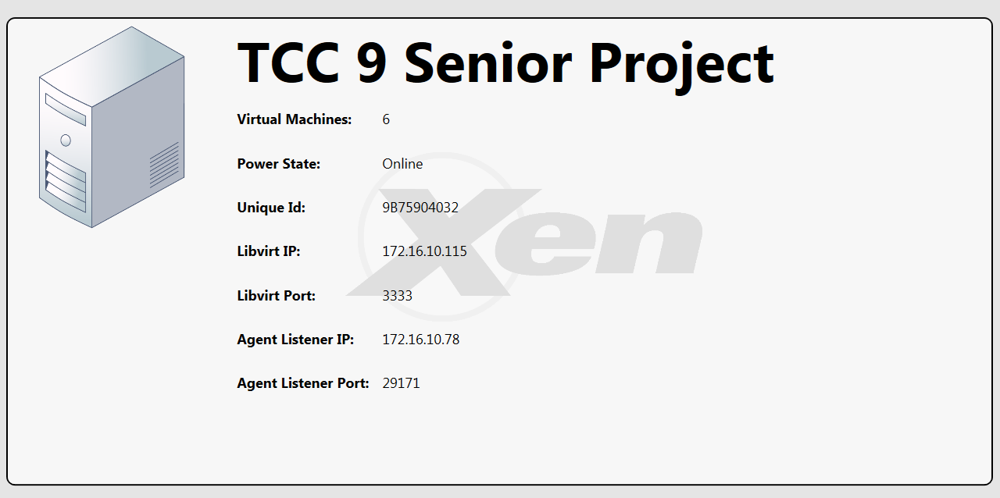 TCC 9 Senior Project
Virtual Machines: 6
Power State: Online
Unique Id: 9B75904032
Libvirt IP: 172.16.10.115
Libvirt Port: 3333
Agent Listener IP: 172.16.10.78
Agent Listener Port: 29171
Xen